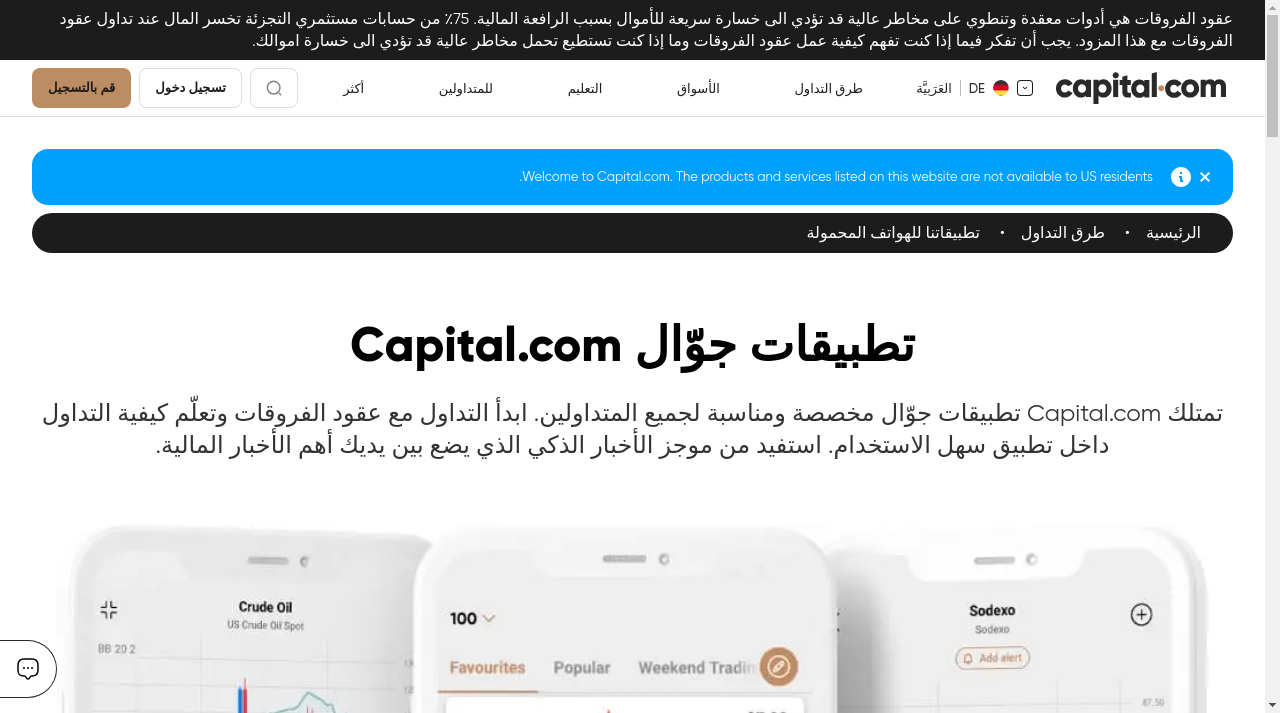 عقود الفروقات هي أدوات معقدة وتنطوي على مخاطر عالية قد تؤدي الى خسارة سريعة للأموال بسبب الرافعة المالية. 75٪ من حسابات مستثمري التجزئة تخسر المال عند تداول عقود
الفروقات مع هذا المزود. يجب أن تفكر فيما إذا كنت تفهم كيفية عمل عقود الفروقات وما إذا كنت تستطيع تحمل مخاطر عالية قد تؤدي الى خسارة اموالك.
capital.com
DE
العَرَبيَّة
طرق التداول
الأسواق
التعليم
للمتداولين
أكثر
تسجيل دخول
قم بالتسجيل
Welcome to Capital.com. The products and services listed on this website are not available to US residents.
الرئيسية • طرق التداول • تطبيقاتنا للهواتف المحمولة
تطبيقات جوّال Capital.com
تمتلك Capital.com تطبيقات جوّال مخصصة ومناسبة لجميع المتداولين. ابدأ التداول مع عقود الفروقات وتعلّم كيفية التداول
داخل تطبيق سهل الاستخدام. استفيد من موجز الأخبار الذكي الذي يضع بين يديك أهم الأخبار المالية.
Crude Oil
US Crude Oil Spot
BB 20 2
100
Favourites
Popular
Weekend Tradin
Sodexo
Sodexo
Add alert
87.50